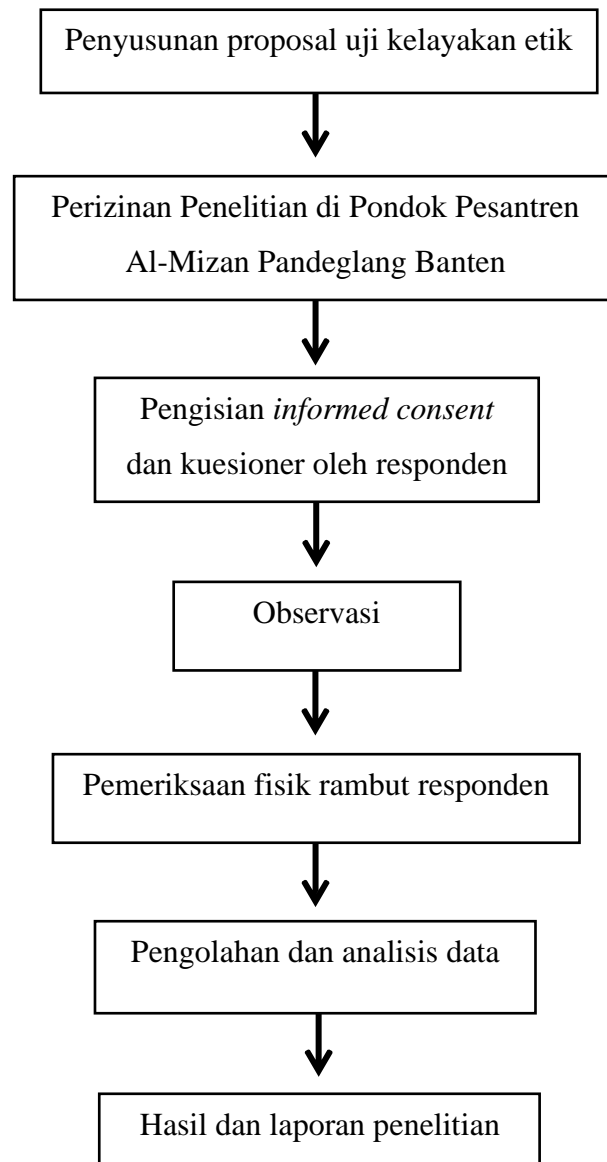 Penyusunan proposal uji kelayakan etik
Perizinan Penelitian di Pondok Pesantren
Al-Mizan Pandeglang Banten
Pengisian informed consent
dan kuesioner oleh responden
Observasi
Pemeriksaan fisik rambut responden
Pengolahan dan analisis data
Hasil dan laporan penelitian